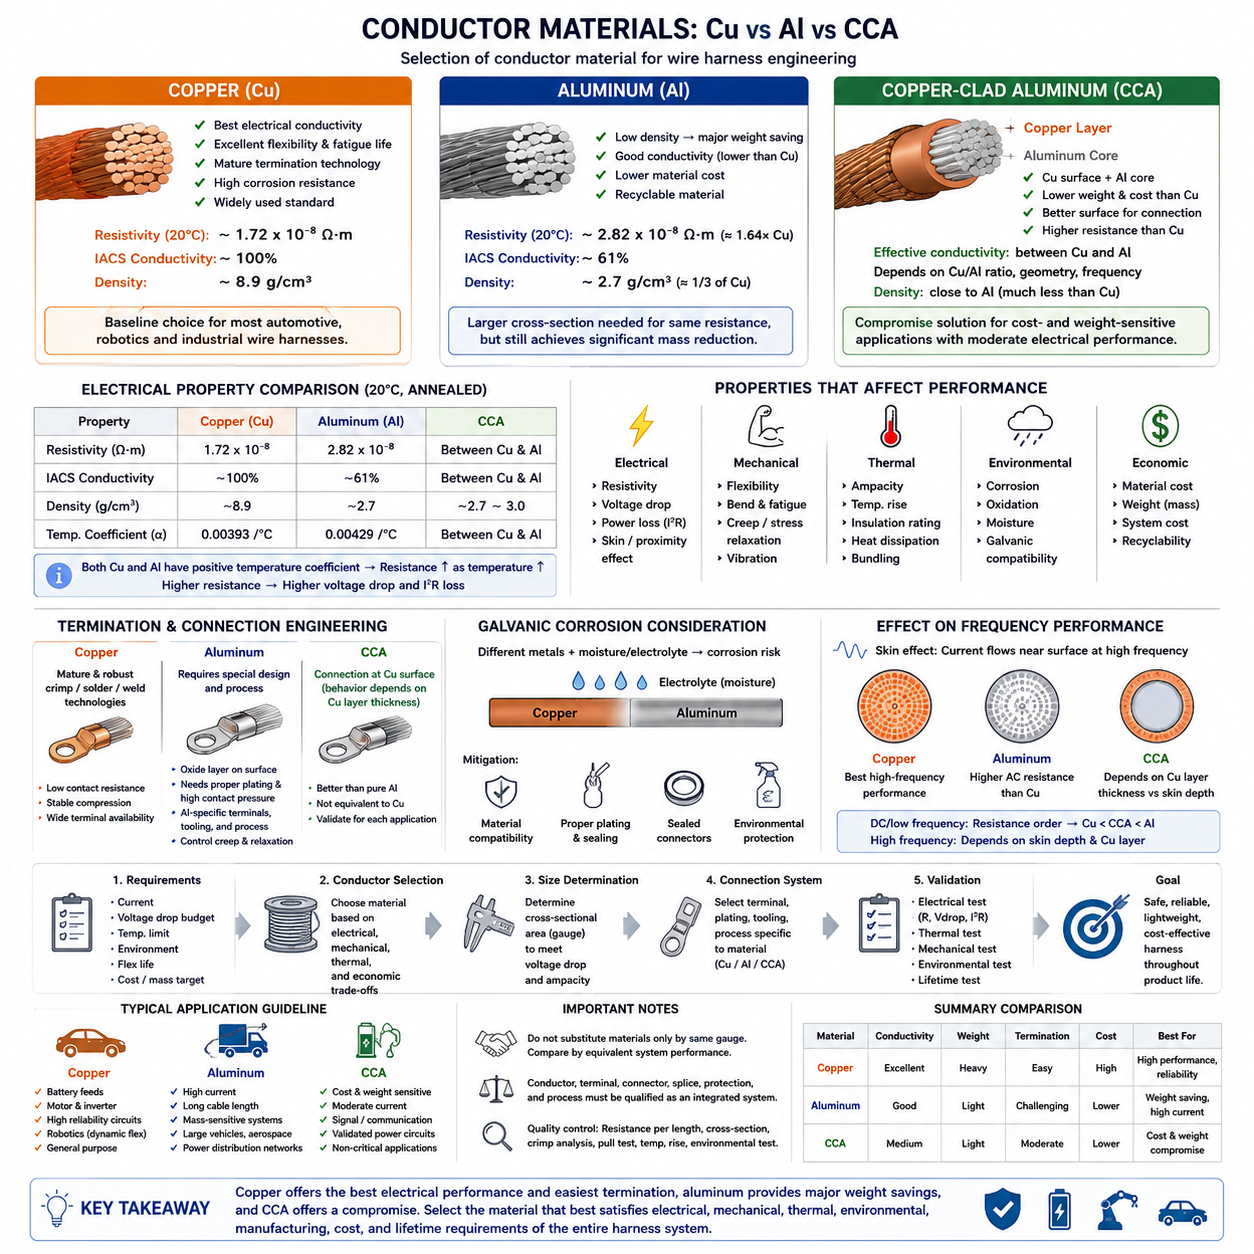 CONDUCTOR MATERIALS: Cu vs Al vs CCA
Selection of conductor material for wire harness engineering
COPPER (Cu)
✔ Best electrical conductivity
✔ Excellent flexibility & fatigue life
✔ Mature termination technology
✔ High corrosion resistance
✔ Widely used standard
Resistivity (20°C): ~ 1.72 x 10⁻⁸ Ω·m
IACS Conductivity: ~ 100%
Density: ~ 8.9 g/cm³
Baseline choice for most automotive,
robotics and industrial wire harnesses.
ALUMINUM (Al)
✔ Low density → major weight saving
✔ Good conductivity (lower than Cu)
✔ Lower material cost
✔ Recyclable material
Resistivity (20°C): ~ 2.82 x 10⁻⁸ Ω·m (≈ 1.64× Cu)
IACS Conductivity: ~ 61%
Density: ~ 2.7 g/cm³ (≈ 1/3 of Cu)
Larger cross-section needed for same resistance,
but still achieves significant mass reduction.
COPPER-CLAD ALUMINUM (CCA)
Copper Layer
Aluminum Core
✔ Cu surface + Al core
✔ Lower weight & cost than Cu
✔ Better surface for connection
✔ Higher resistance than Cu
Effective conductivity: between Cu and Al
Depends on Cu/Al ratio, geometry, frequency
Density: close to Al (much less than Cu)
Compromise solution for cost- and weight-sensitive
applications with moderate electrical performance.
ELECTRICAL PROPERTY COMPARISON (20°C, ANNEALED)
Property Copper (Cu) Aluminum (Al) CCA
Resistivity (Ω·m) 1.72 x 10⁻⁸ 2.82 x 10⁻⁸ Between Cu & Al
IACS Conductivity ~100% ~61% Between Cu & Al
Density (g/cm³) ~8.9 ~2.7 ~2.7 ~ 3.0
Temp. Coefficient (α) 0.00393 /°C 0.00429 /°C Between Cu & Al
i
Both Cu and Al have positive temperature coefficient → Resistance ↑ as temperature ↑
Higher resistance → Higher voltage drop and I²R loss
PROPERTIES THAT AFFECT PERFORMANCE
Electrical
› Resistivity
› Voltage drop
› Power loss (I²R)
› Skin / proximity
effect
Mechanical
› Flexibility
› Bend & fatigue
› Creep / stress
relaxation
› Vibration
Thermal
› Ampacity
› Temp. rise
› Insulation rating
› Heat dissipation
› Bundling
Environmental
› Corrosion
› Oxidation
› Moisture
› Galvanic
compatibility
$
Economic
› Material cost
› Weight (mass)
› System cost
› Recyclability
TERMINATION & CONNECTION ENGINEERING
Copper
Mature & robust
crimp / solder / weld
technologies
• Low contact resistance
• Stable compression
• Wide terminal availability
Aluminum
Requires special design
and process
• Oxide layer on surface
• Needs proper plating &
high contact pressure
• Al-specific terminals,
tooling, and process
• Control creep & relaxation
CCA
Connection at Cu surface
(behavior depends on
Cu layer thickness)
• Better than pure Al
• Not equivalent to Cu
• Validate for each application
GALVANIC CORROSION CONSIDERATION
Different metals + moisture/electrolyte → corrosion risk
Electrolyte (moisture)
Copper Aluminum
Mitigation:
Material
compatibility
Proper plating
& sealing
Sealed
connectors
Environmental
protection
EFFECT ON FREQUENCY PERFORMANCE
Skin effect: Current flows near surface at high frequency
Copper
Best high-frequency
performance
Aluminum
Higher AC resistance
than Cu
CCA
Depends on Cu layer
thickness vs skin depth
DC/low frequency: Resistance order → Cu < CCA < Al
High frequency: Depends on skin depth & Cu layer
1. Requirements
• Current
• Voltage drop budget
• Temp. limit
• Environment
• Flex life
• Cost / mass target
2. Conductor Selection
Choose material
based on
electrical,
mechanical,
thermal,
and economic
trade-offs
3. Size Determination
Determine
cross-sectional
area (gauge)
to meet
voltage drop
and ampacity
4. Connection System
Select terminal,
plating, tooling,
process specific
to material
(Cu / Al / CCA)
5. Validation
• Electrical test
(R, Vdrop, I²R)
• Thermal test
• Mechanical test
• Environmental test
• Lifetime test
Goal
Safe, reliable,
lightweight,
cost-effective
harness
throughout
product life.
TYPICAL APPLICATION GUIDELINE
Copper
✔ Battery feeds
✔ Motor & inverter
✔ High reliability circuits
✔ Robotics (dynamic flex)
✔ General purpose
Aluminum
✔ High current
✔ Long cable length
✔ Mass-sensitive systems
✔ Large vehicles, aerospace
✔ Power distribution networks
CCA
✔ Cost & weight sensitive
✔ Moderate current
✔ Signal / communication
✔ Validated power circuits
✔ Non-critical applications
IMPORTANT NOTES
Do not substitute materials only by same gauge.
Compare by equivalent system performance.
Conductor, terminal, connector, splice, protection,
and process must be qualified as an integrated system.
Quality control: Resistance per length, cross-section,
crimp analysis, pull test, temp, rise, environmental test.
SUMMARY COMPARISON
Material Conductivity Weight Termination Cost Best For
Copper Excellent Heavy Easy High High performance,
reliability
Aluminum Good Light Challenging Lower Weight saving,
high current
CCA Medium Light Moderate Lower Cost & weight
compromise
KEY TAKEAWAY
Copper offers the best electrical performance and easiest termination, aluminum provides major weight savings,
and CCA offers a compromise. Select the material that best satisfies electrical, mechanical, thermal, environmental,
manufacturing, cost, and lifetime requirements of the entire harness system.